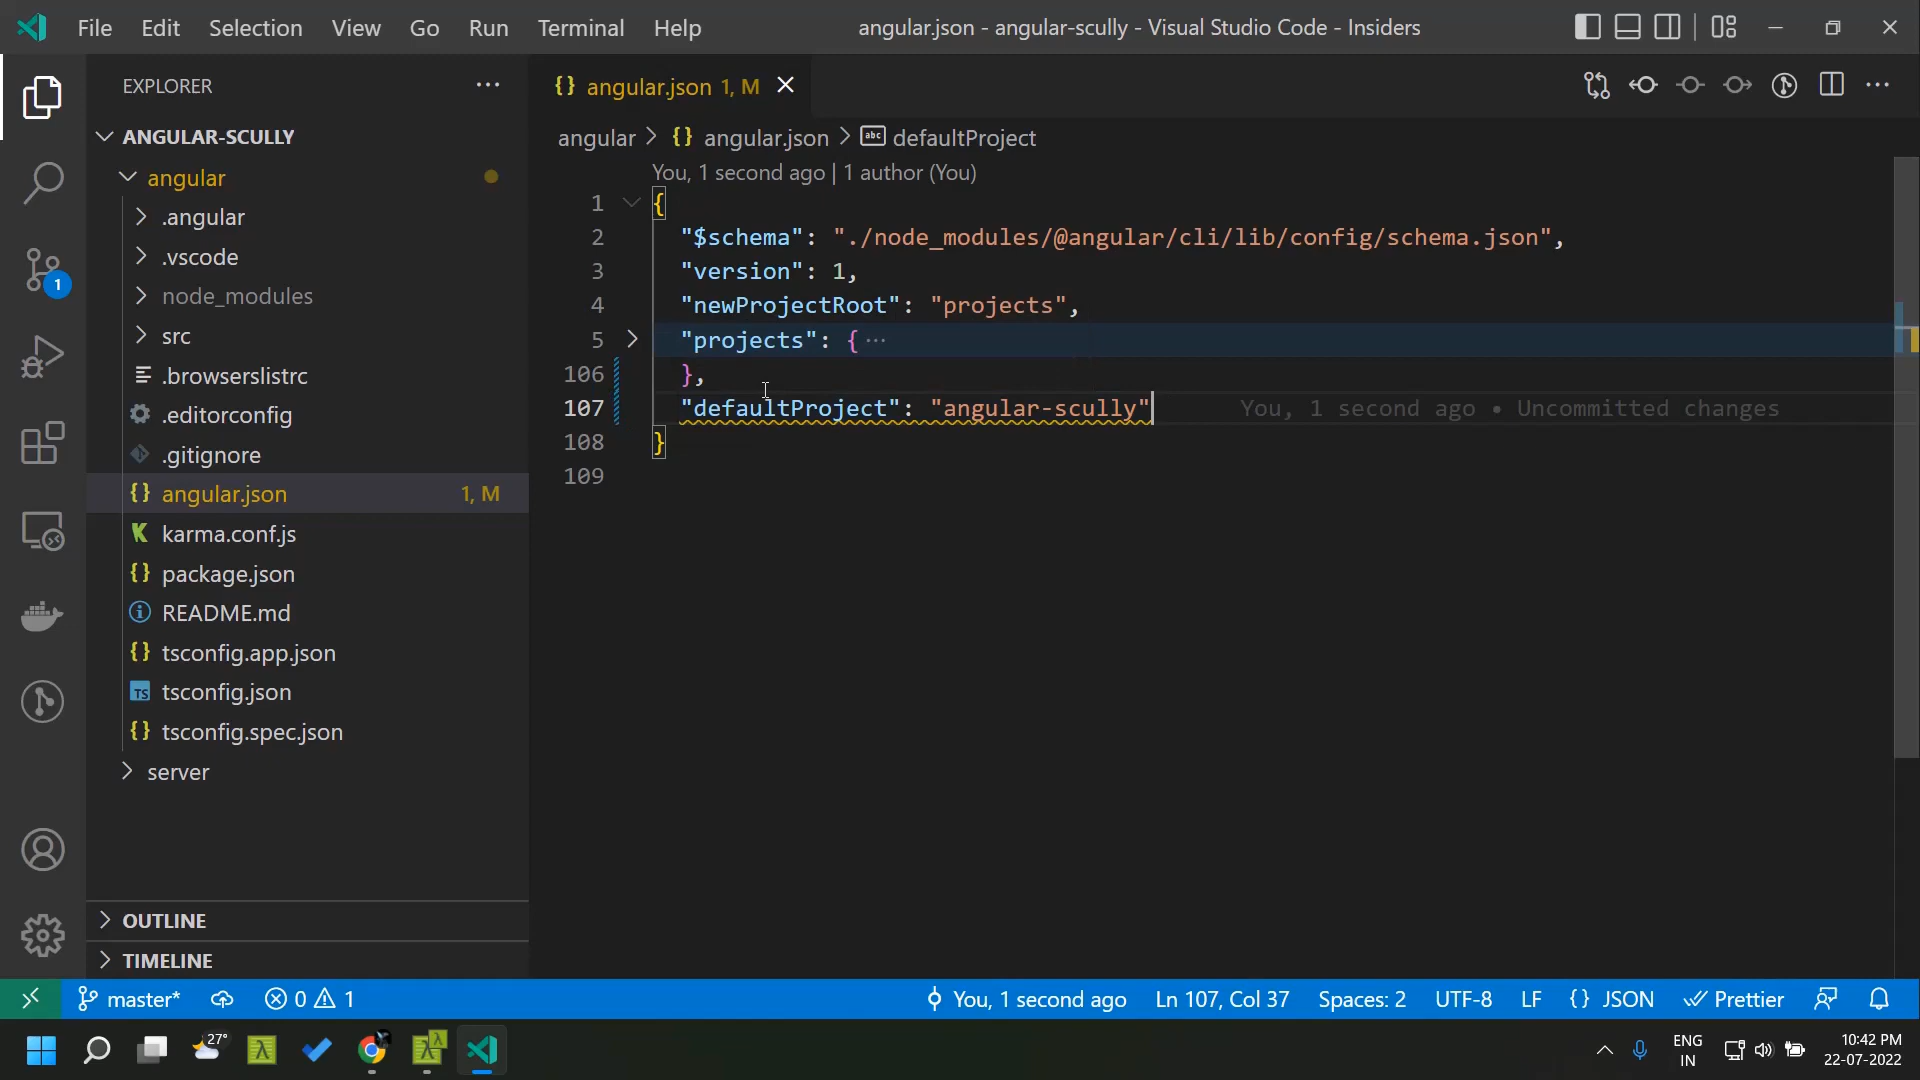 File Edit Selection View Go Run Terminal Help
angular.json - angular-scully - Visual Studio Code - Insiders
EXPLORER
ANGULAR-SCULLY
angular
.angular
.vscode
node_modules
src
.browserslistrc
.editorconfig
.gitignore
angular.json 1, M
karma.conf.js
package.json
README.md
tsconfig.app.json
TS tsconfig.json
tsconfig.spec.json
server
OUTLINE
TIMELINE
1
{} angular.json 1, M
angular > {} angular.json > abc defaultProject
You, 1 second ago | 1 author (You)
1 {
2 "$schema": "./node_modules/@angular/cli/lib/config/schema.json",
3 "version": 1,
4 "newProjectRoot": "projects",
5 "projects": { ···
106 },
107 "defaultProject": "angular-scully" You, 1 second ago • Uncommitted changes
108 }
109
master* 0 1 You, 1 second ago Ln 107, Col 37 Spaces: 2 UTF-8 LF {} JSON Prettier
27°
ENG
IN
10:42 PM
22-07-2022